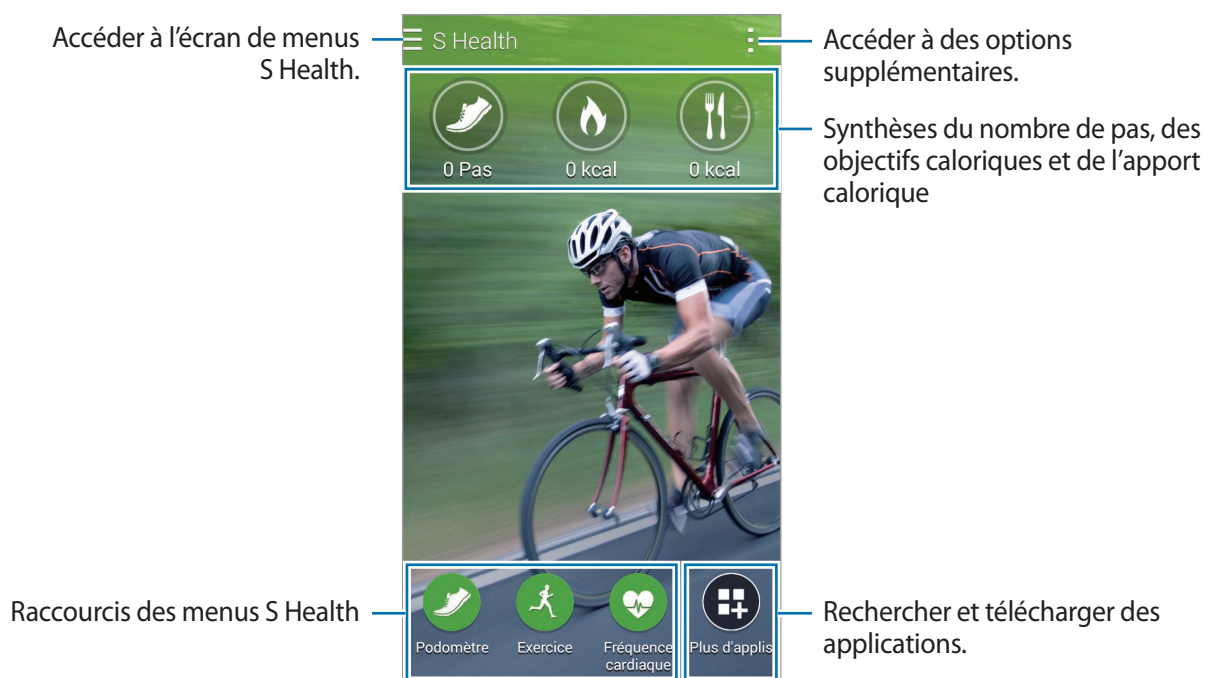 Accéder à l'écran de menus
S Health.
S Health
Accéder à des options
supplémentaires.
0 Pas
0 kcal
0 kcal
Synthèses du nombre de pas, des
objectifs caloriques et de l'apport
calorique
Raccourcis des menus S Health
Podomètre
Exercice
Fréquence
cardiaque
Plus d'applis
Rechercher et télécharger des
applications.